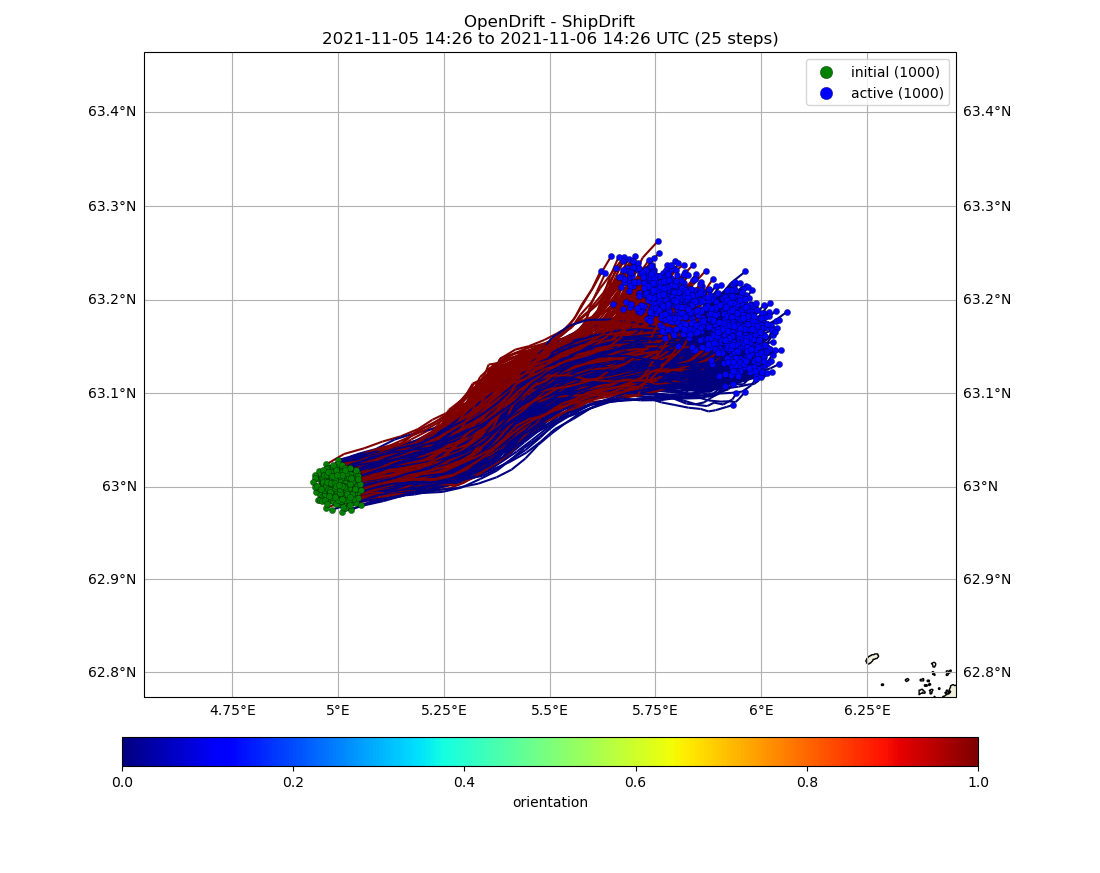 OpenDrift - ShipDrift
2021-11-05 14:26 to 2021-11-06 14:26 UTC (25 steps)
initial (1000)
active (1000)
63.4°N 63.4°N
63.3°N 63.3°N
63.2°N 63.2°N
63.1°N 63.1°N
63°N 63°N
62.9°N 62.9°N
62.8°N 62.8°N
4.75°E 5°E 5.25°E 5.5°E 5.75°E 6°E 6.25°E
0.0 0.2 0.4 0.6 0.8 1.0
orientation